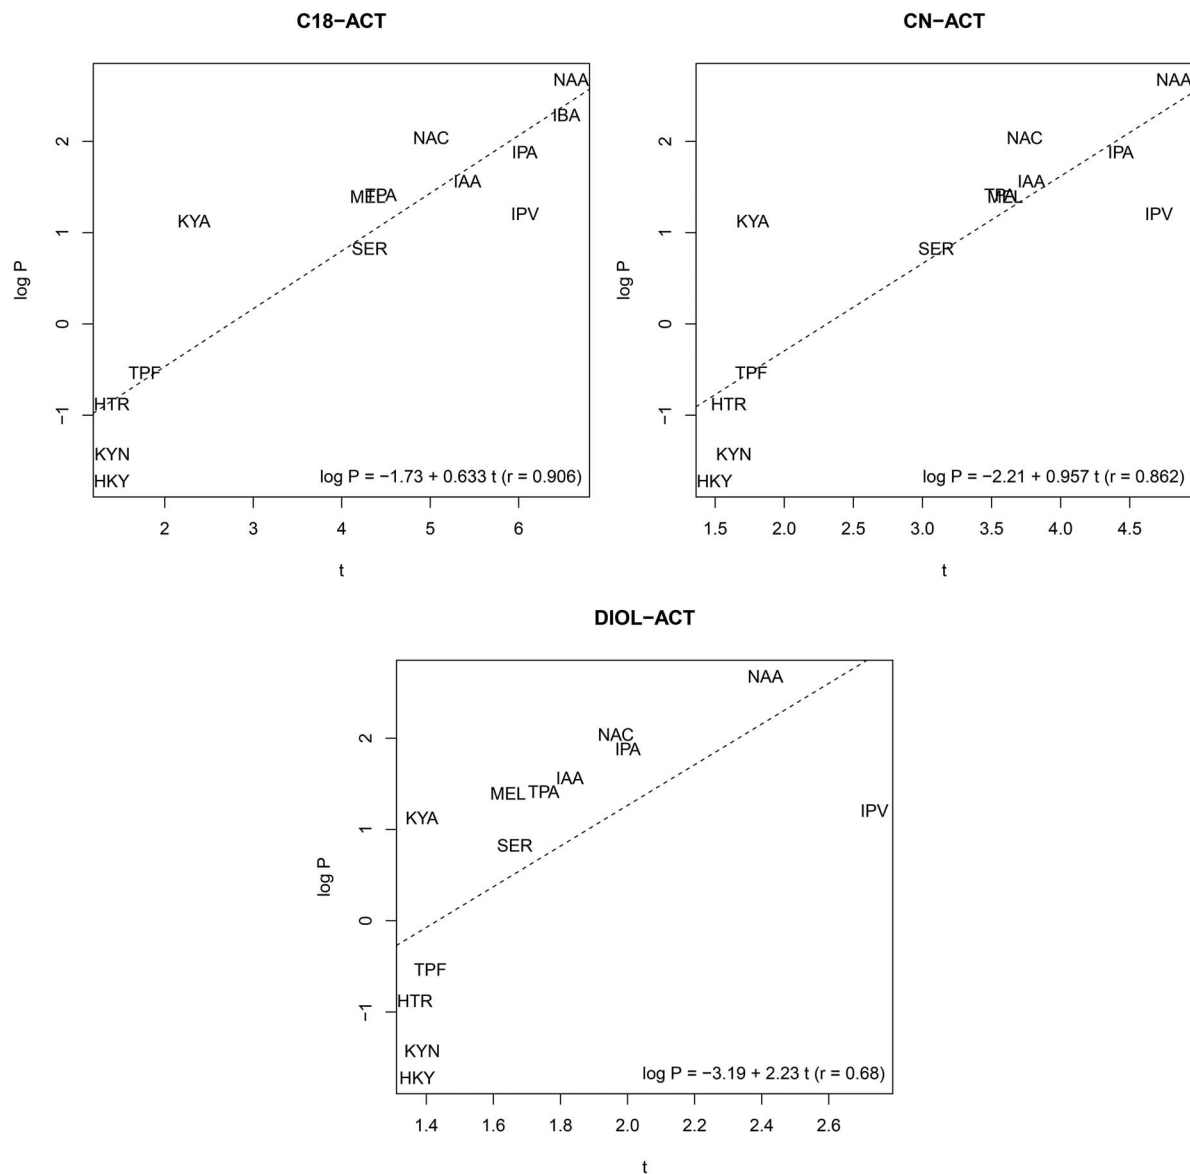 C18−ACT
log P
2
1
0
−1
NAA
IBA
NAC
IPA
IAA
MEL
TPA
IPV
KYA
SER
TPF
HTR
KYN
HKY
log P = −1.73 + 0.633 t (r = 0.906)
2 3 4 5 6
t
CN−ACT
log P
2
1
0
−1
NAA
NAC
IPA
IAA
TPA
MEL
IPV
KYA
SER
TPF
HTR
KYN
HKY
log P = −2.21 + 0.957 t (r = 0.862)
1.5 2.0 2.5 3.0 3.5 4.0 4.5
t
DIOL−ACT
log P
2
1
0
−1
NAA
NAC
IPA
IAA
MEL
TPA
IPV
KYA
SER
TPF
HTR
KYN
HKY
log P = −3.19 + 2.23 t (r = 0.68)
1.4 1.6 1.8 2.0 2.2 2.4 2.6
t